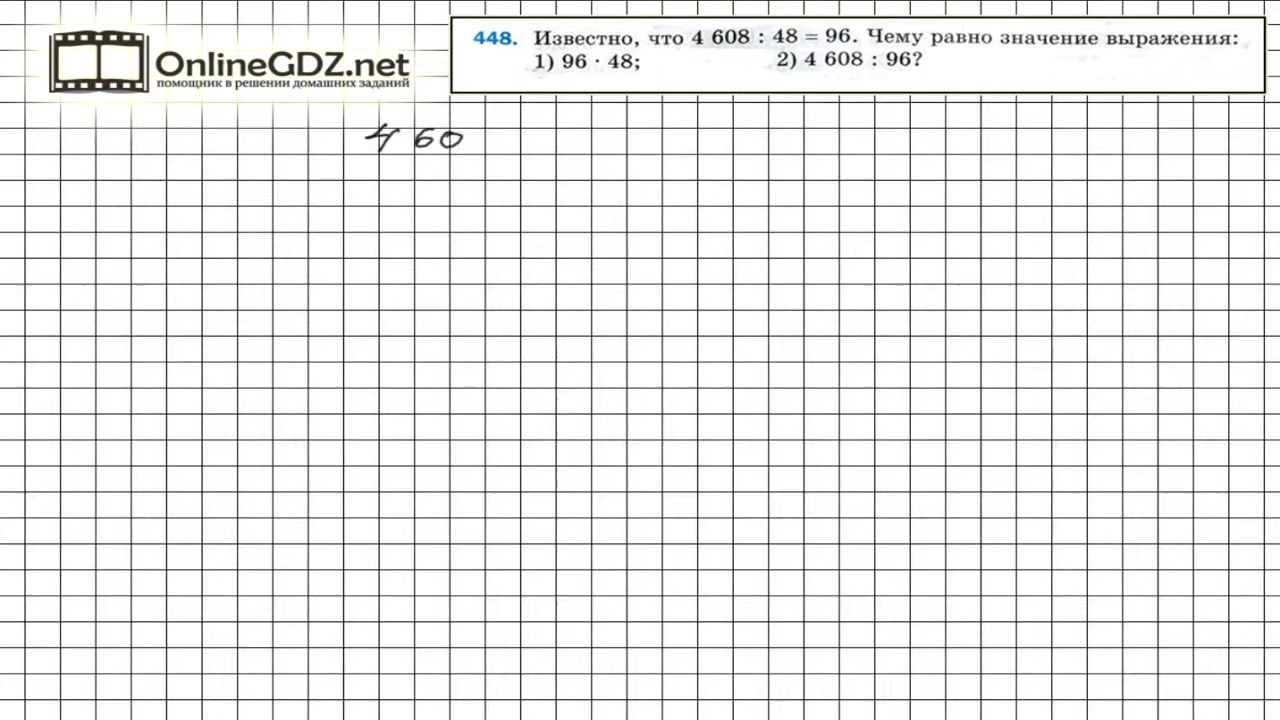 OnlineGDZ.net
помощник в решении домашних заданий
448. Известно, что 4 608 : 48 = 96. Чему равно значение выражения:
1) 96 · 48; 2) 4 608 : 96?
4 60